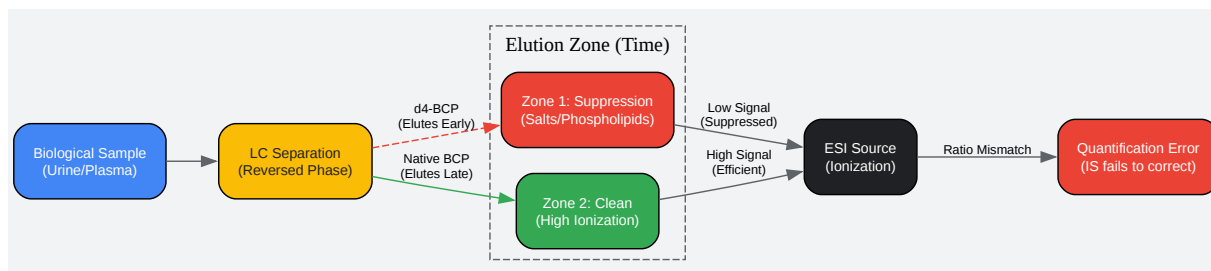 Elution Zone (Time)
Biological Sample
(Urine/Plasma)
LC Separation
(Reversed Phase)
d4-BCP
(Elutes Early)
Native BCP
(Elutes Late)
Zone 1: Suppression
(Salts/Phospholipids)
Zone 2: Clean
(High Ionization)
Low Signal
(Suppressed)
High Signal
(Efficient)
ESI Source
(Ionization)
Ratio Mismatch
Quantification Error
(IS fails to correct)